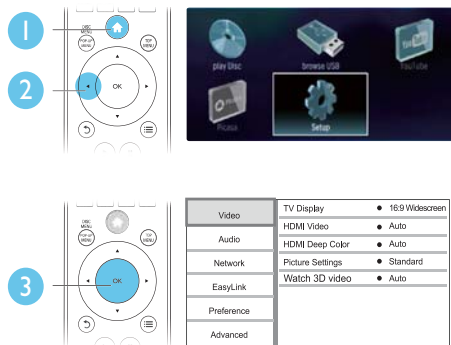 1
DISC MENU
POP-UP MENU
TOP MENU
2
OK
play Disc
browse USB
YouTube
Picasa
Setup
DISC MENU
POP-UP MENU
TOP MENU
3
OK
Video
Audio
Network
EasyLink
Preference
Advanced
TV Display ● 16:9 Widescreen
HDMI Video ● Auto
HDMI Deep Color ● Auto
Picture Settings ● Standard
Watch 3D video ● Auto